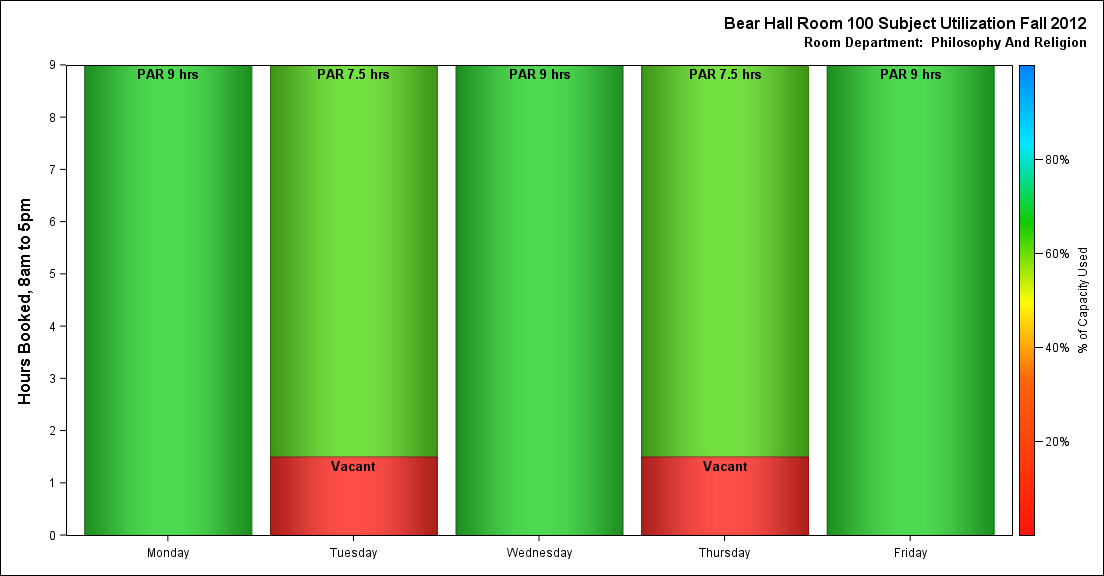 Bear Hall Room 100 Subject Utilization Fall 2012
Room Department:  Philosophy And Religion
Hours Booked, 8am to 5pm
9
8
7
6
5
4
3
2
1
0
PAR 9 hrs
PAR 7.5 hrs
PAR 9 hrs
PAR 7.5 hrs
PAR 9 hrs
Vacant
Vacant
Monday
Tuesday
Wednesday
Thursday
Friday
80%
60%
40%
20%
% of Capacity Used